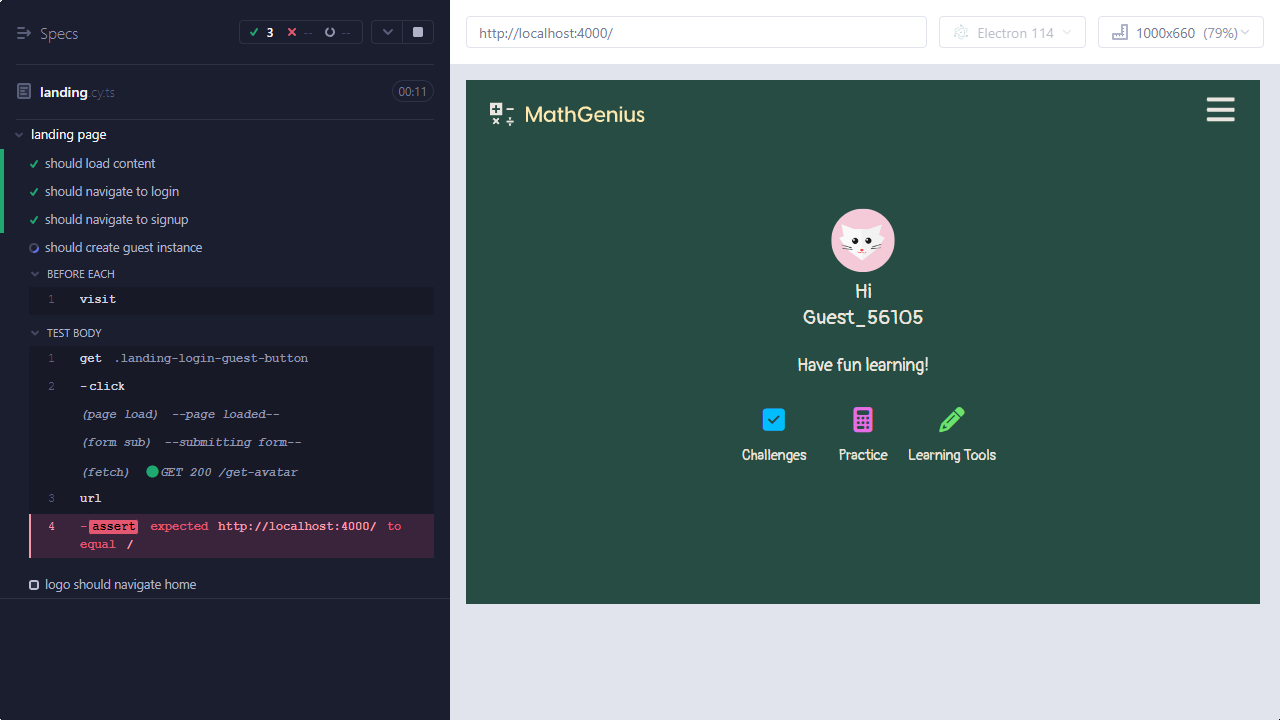 Specs
3 -- --
landing.cy.ts 00:11
landing page
should load content
should navigate to login
should navigate to signup
should create guest instance
BEFORE EACH
1 visit
TEST BODY
1 get .landing-login-guest-button
2 -click
(page load) --page loaded--
(form sub) --submitting form--
(fetch) GET 200 /get-avatar
3 url
4 -assert expected http://localhost:4000/ to
equal /
logo should navigate home
http://localhost:4000/
Electron 114
1000x660 (79%)
MathGenius
Hi
Guest_56105
Have fun learning!
Challenges Practice Learning Tools